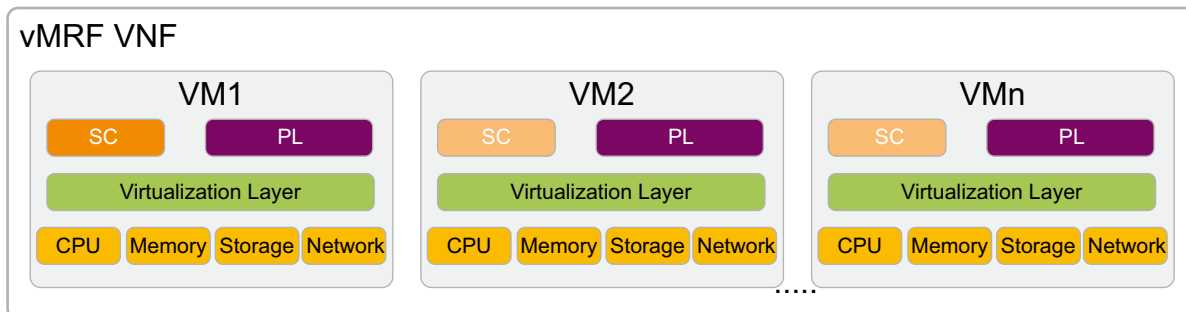 vMRF VNF
VM1 VM2 VMn
SC PL SC PL SC PL
Virtualization Layer Virtualization Layer Virtualization Layer
CPU Memory Storage Network CPU Memory Storage Network CPU Memory Storage Network
.....